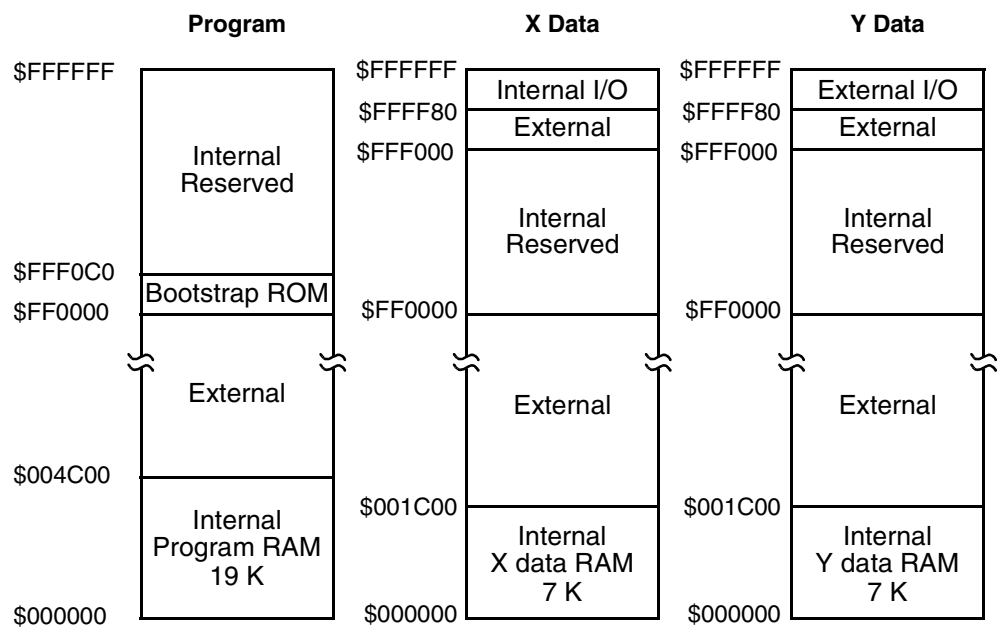 Program
$FFFFFF
Internal
Reserved
$FFF0C0
Bootstrap ROM
$FF0000
External
$004C00
Internal
Program RAM
19 K
$000000
X Data
$FFFFFF
Internal I/O
$FFFF80
External
$FFF000
Internal
Reserved
$FF0000
External
$001C00
Internal
X data RAM
7 K
$000000
Y Data
$FFFFFF
External I/O
$FFFF80
External
$FFF000
Internal
Reserved
$FF0000
External
$001C00
Internal
Y data RAM
7 K
$000000